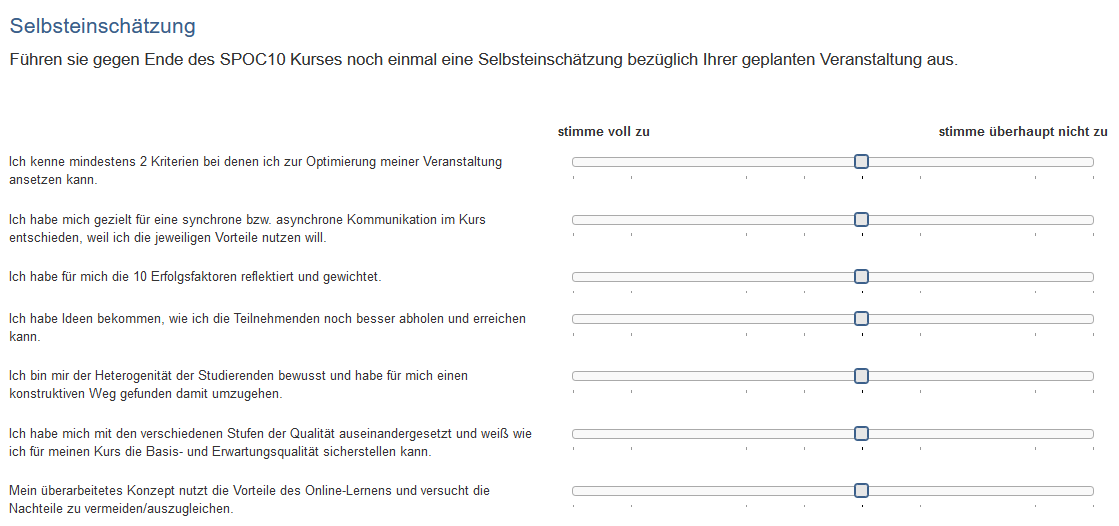 Selbsteinschätzung
Führen sie gegen Ende des SPOC10 Kurses noch einmal eine Selbsteinschätzung bezüglich Ihrer geplanten Veranstaltung aus.
stimme voll zu stimme überhaupt nicht zu
Ich kenne mindestens 2 Kriterien bei denen ich zur Optimierung meiner Veranstaltung
ansetzen kann.
Ich habe mich gezielt für eine synchrone bzw. asynchrone Kommunikation im Kurs
entschieden, weil ich die jeweiligen Vorteile nutzen will.
Ich habe für mich die 10 Erfolgsfaktoren reflektiert und gewichtet.
Ich habe Ideen bekommen, wie ich die Teilnehmenden noch besser abholen und erreichen
kann.
Ich bin mir der Heterogenität der Studierenden bewusst und habe für mich einen
konstruktiven Weg gefunden damit umzugehen.
Ich habe mich mit den verschiedenen Stufen der Qualität auseinandergesetzt und weiß wie
ich für meinen Kurs die Basis- und Erwartungsqualität sicherstellen kann.
Mein überarbeitetes Konzept nutzt die Vorteile des Online-Lernens und versucht die
Nachteile zu vermeiden/auszugleichen.